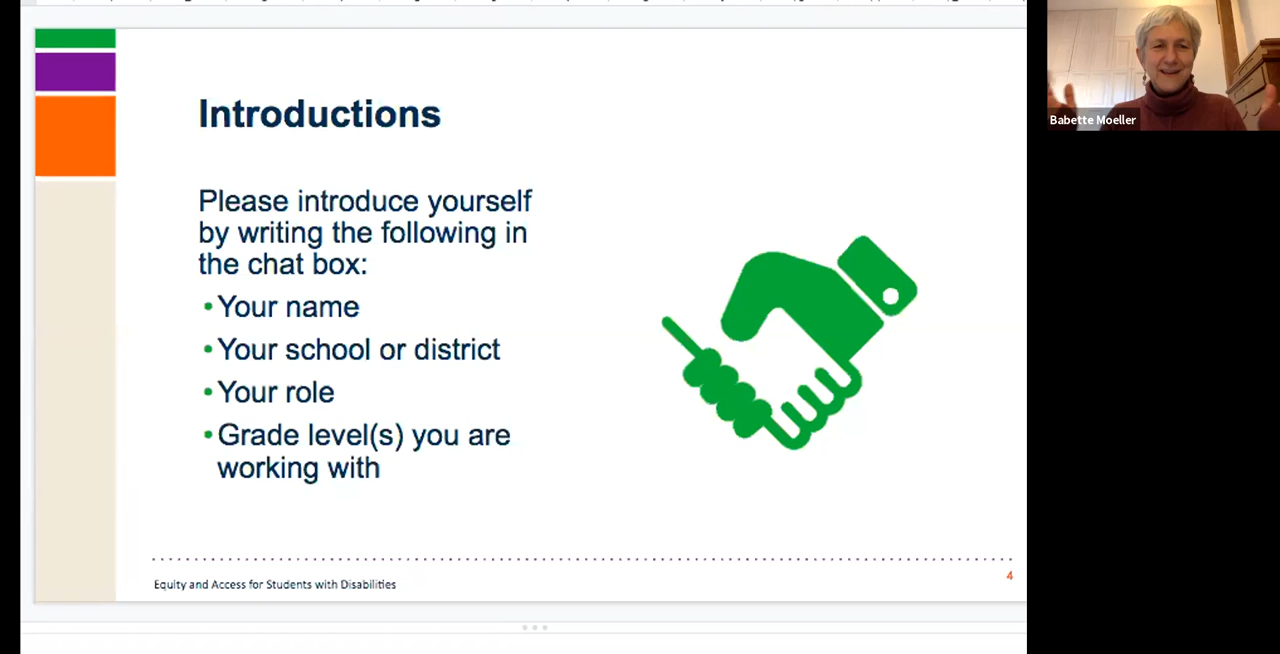 Introductions
Please introduce yourself
by writing the following in
the chat box:
•Your name
•Your school or district
•Your role
•Grade level(s) you are
working with
Equity and Access for Students with Disabilities
4
Babette Moeller